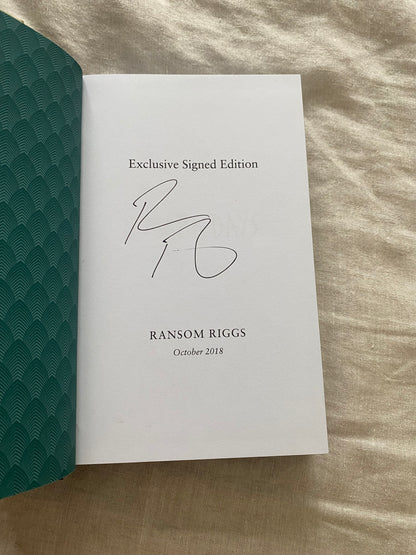 Exclusive Signed Edition
RANSOM RIGGS
October 2018